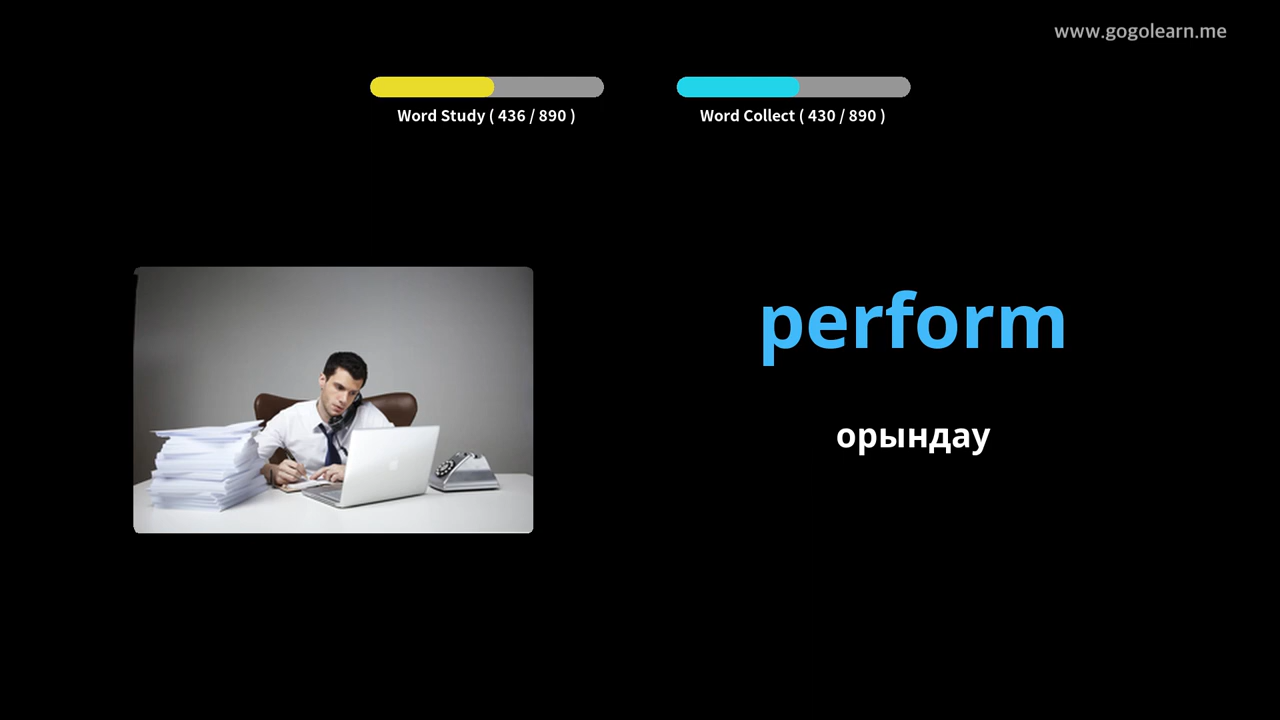 www.gogolearn.me
Word Study ( 436 / 890 )
Word Collect ( 430 / 890 )
perform
орындау